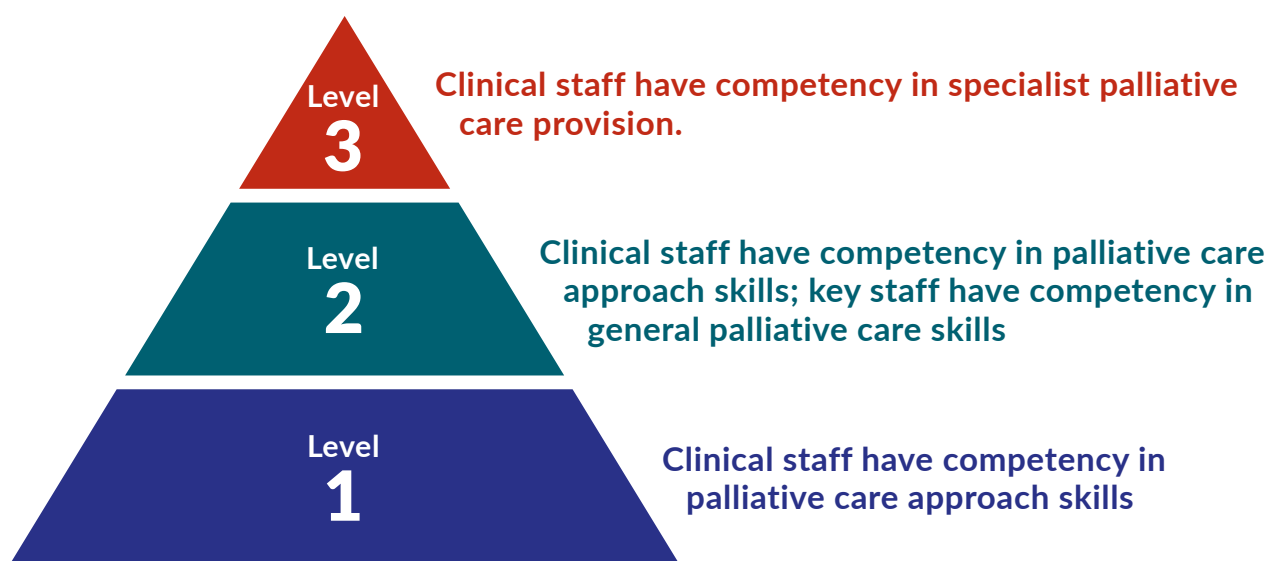 Level
3
Clinical staff have competency in specialist palliative
care provision.
Level
2
Clinical staff have competency in palliative care
approach skills; key staff have competency in
general palliative care skills
Level
1
Clinical staff have competency in
palliative care approach skills